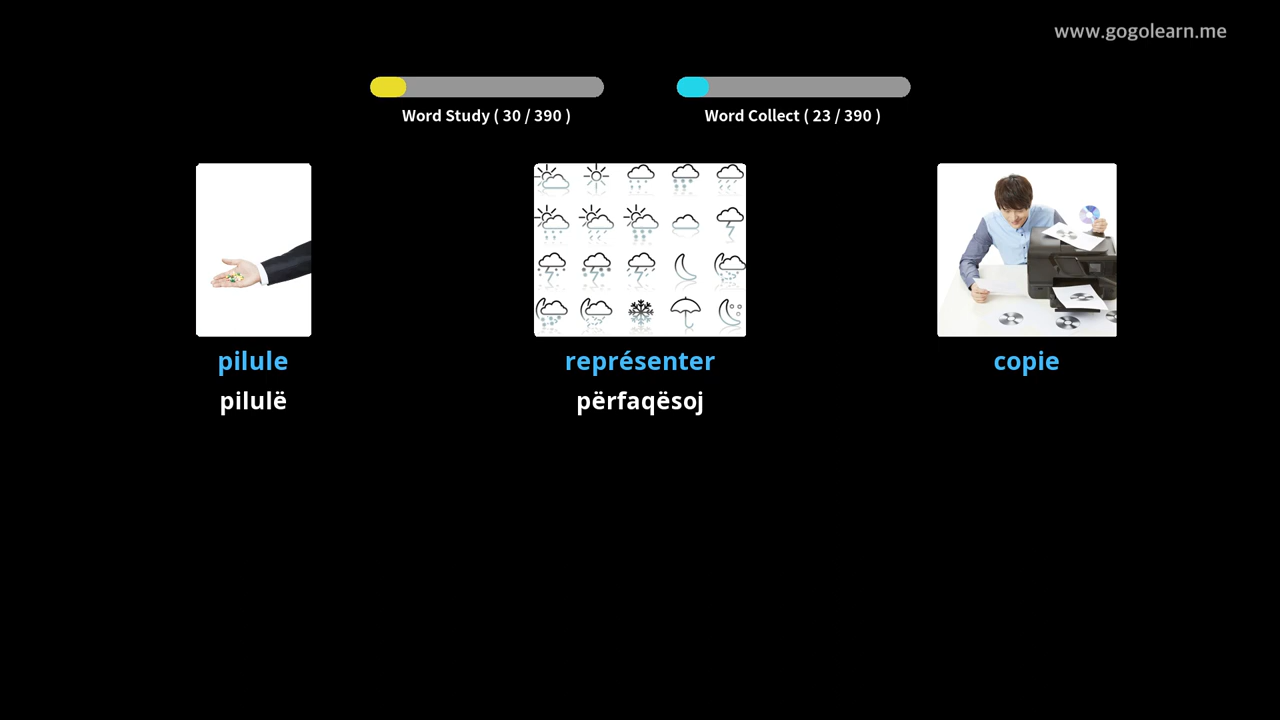 www.gogolearn.me
Word Study ( 30 / 390 )
Word Collect ( 23 / 390 )
pilule
représenter
copie
pilulë
përfaqësoj